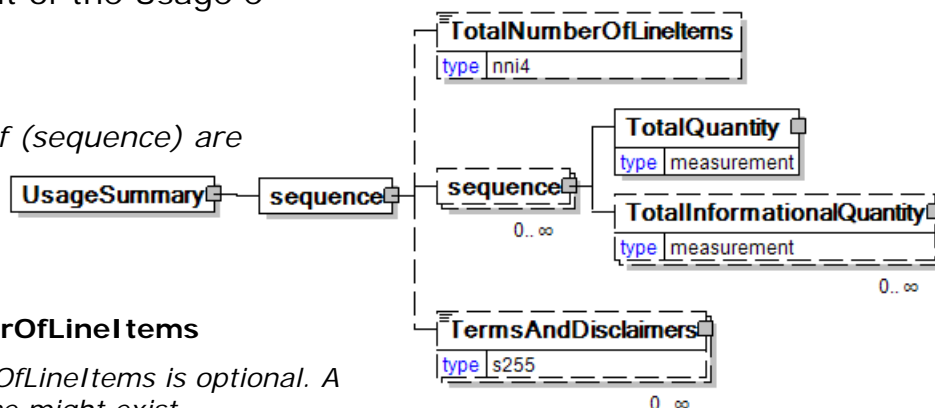 t of the Usage
TotalNumberOfLineItems
type nni4
f (sequence) are
TotalQuantity
type measurement
UsageSummary
sequence
sequence
0.. ∞
TotalInformationalQuantity
type measurement
0.. ∞
rOfLineItems
TermsAndDisclaimers
type s255
OfLineItems is optional. A
0.. ∞